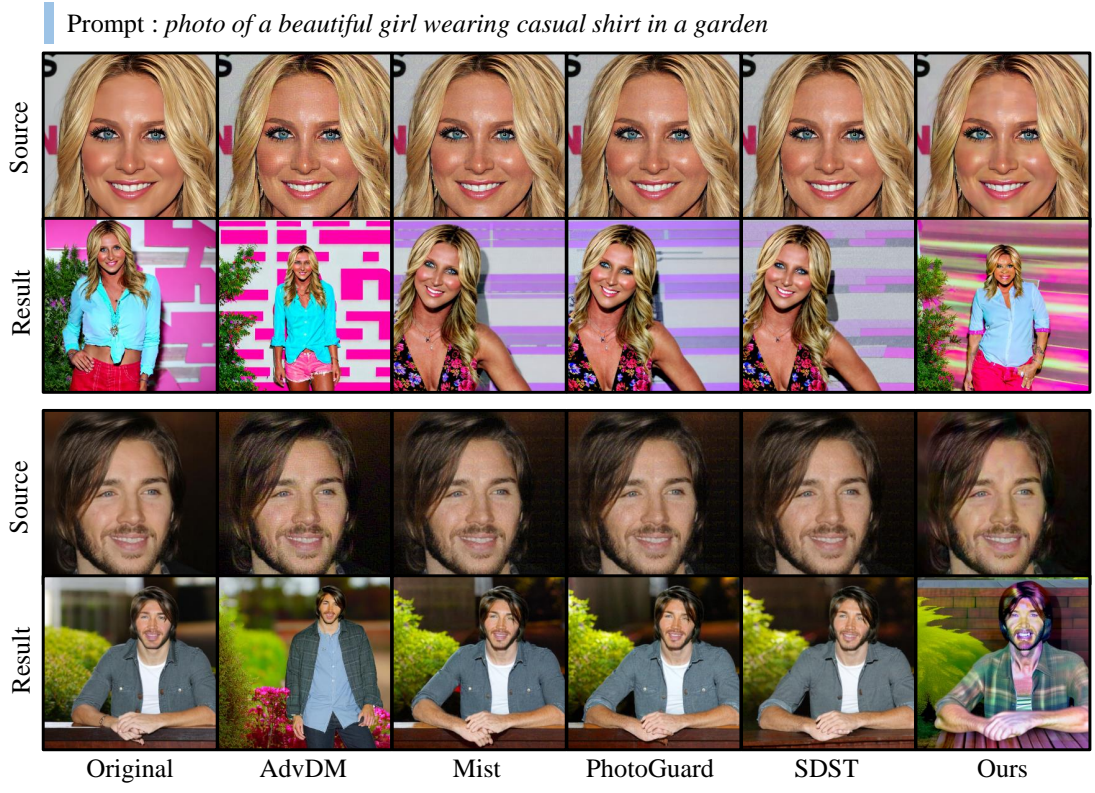 Prompt : photo of a beautiful girl wearing casual shirt in a garden
Source
S
N
Result
Source
Result
Original AdvDM Mist PhotoGuard SDST Ours